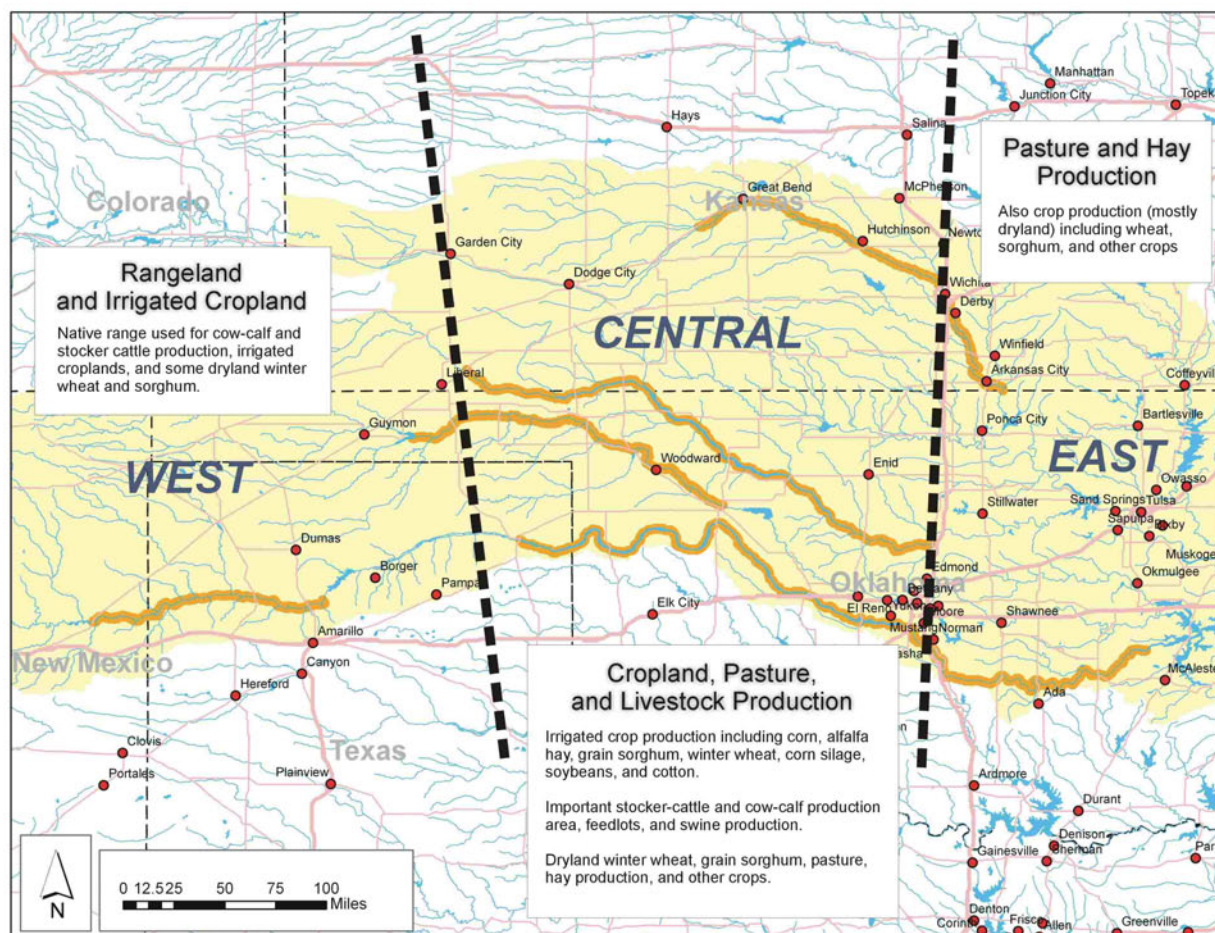 Manhattan
Junction City
Topek
Hays
Salina
Pasture and Hay
Production
Also crop production (mostly
dryland) including wheat,
sorghum, and other crops
Colorado
Kansas
Great Bend
McPherson
Hutchinson
Newton
Garden City
Dodge City
Wichita
Derby
Rangeland
and Irrigated Cropland
Native range used for cow-calf and
stocker cattle production, irrigated
croplands, and some dryland winter
wheat and sorghum.
CENTRAL
Winfield
Arkansas City
Coffeyvil
Liberal
Guymon
Ponca City
Bartlesville
WEST
EAST
Woodward
Enid
Owasso
Stillwater
Sand Springs
Tulsa
Sapulpa
Bixby
Muskoge
Dumas
Borger
Pampa
Edmond
Okmulgee
Oklahoma
Bethany
El Reno
Yukon
Moore
Shawnee
Elk City
Mustang
Norman
asha
Amarillo
New Mexico
Canyon
Hereford
McAleste
Ada
Cropland, Pasture,
and Livestock Production
Irrigated crop production including corn, alfalfa
hay, grain sorghum, winter wheat, corn silage,
soybeans, and cotton.
Important stocker-cattle and cow-calf production
area, feedlots, and swine production.
Dryland winter wheat, grain sorghum, pasture,
hay production, and other crops.
Clovis
Texas
Portales
Plainview
Ardmore
Durant
Denison
Sherman
Gainesville
Par
N
0 12.5 25 50 75 100
Miles
Denton
Corinth
Frisco
Allen
Greenville